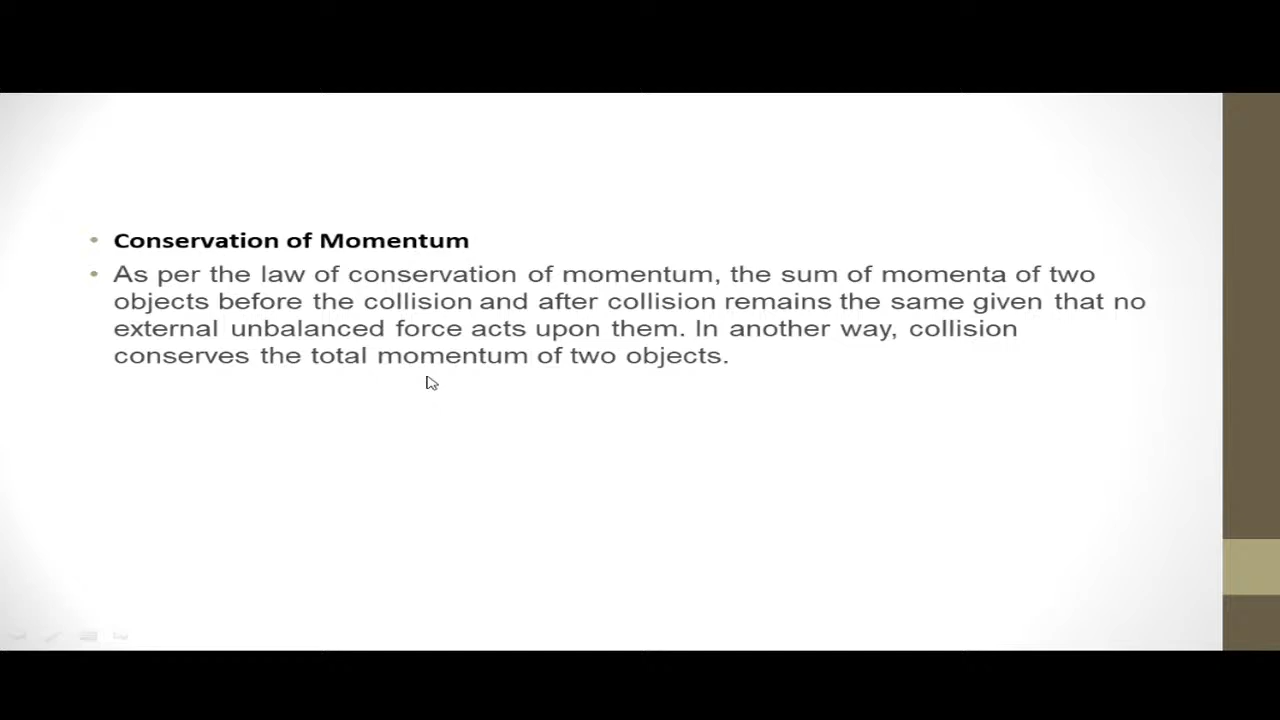 Conservation of Momentum
As per the law of conservation of momentum, the sum of momenta of two
objects before the collision and after collision remains the same given that no
external unbalanced force acts upon them. In another way, collision
conserves the total momentum of two objects.